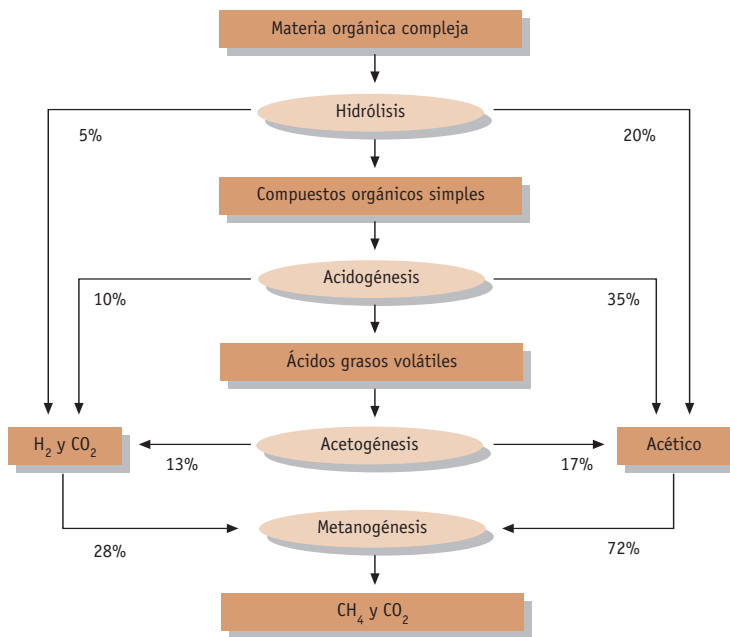 Materia orgánica compleja
Hidrólisis
5%
20%
Compuestos orgánicos simples
Acidogénesis
10%
35%
Ácidos grasos volátiles
H₂ y CO₂
Acetogénesis
Acético
13%
17%
Metanogénesis
28%
72%
CH₄ y CO₂